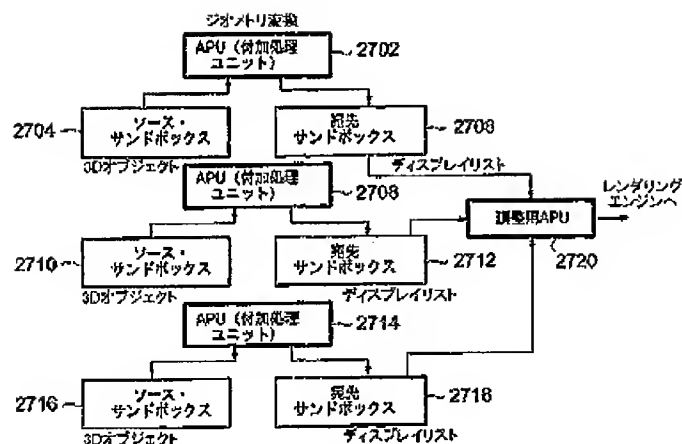 ジオメトリ変換
APU（付加処理
ユニット）
2702
2704
ソース・
サンドボックス
3Dオブジェクト
宛先
サンドボックス
2708
ディスプレイリスト
APU（付加処理
ユニット）
2708
2710
ソース・
サンドボックス
3Dオブジェクト
宛先
サンドボックス
2712
ディスプレイリスト
APU（付加処理
ユニット）
2714
2716
ソース・
サンドボックス
3Dオブジェクト
宛先
サンドボックス
2718
ディスプレイリスト
調整用APU
2720
レンダリング
エンジンへ